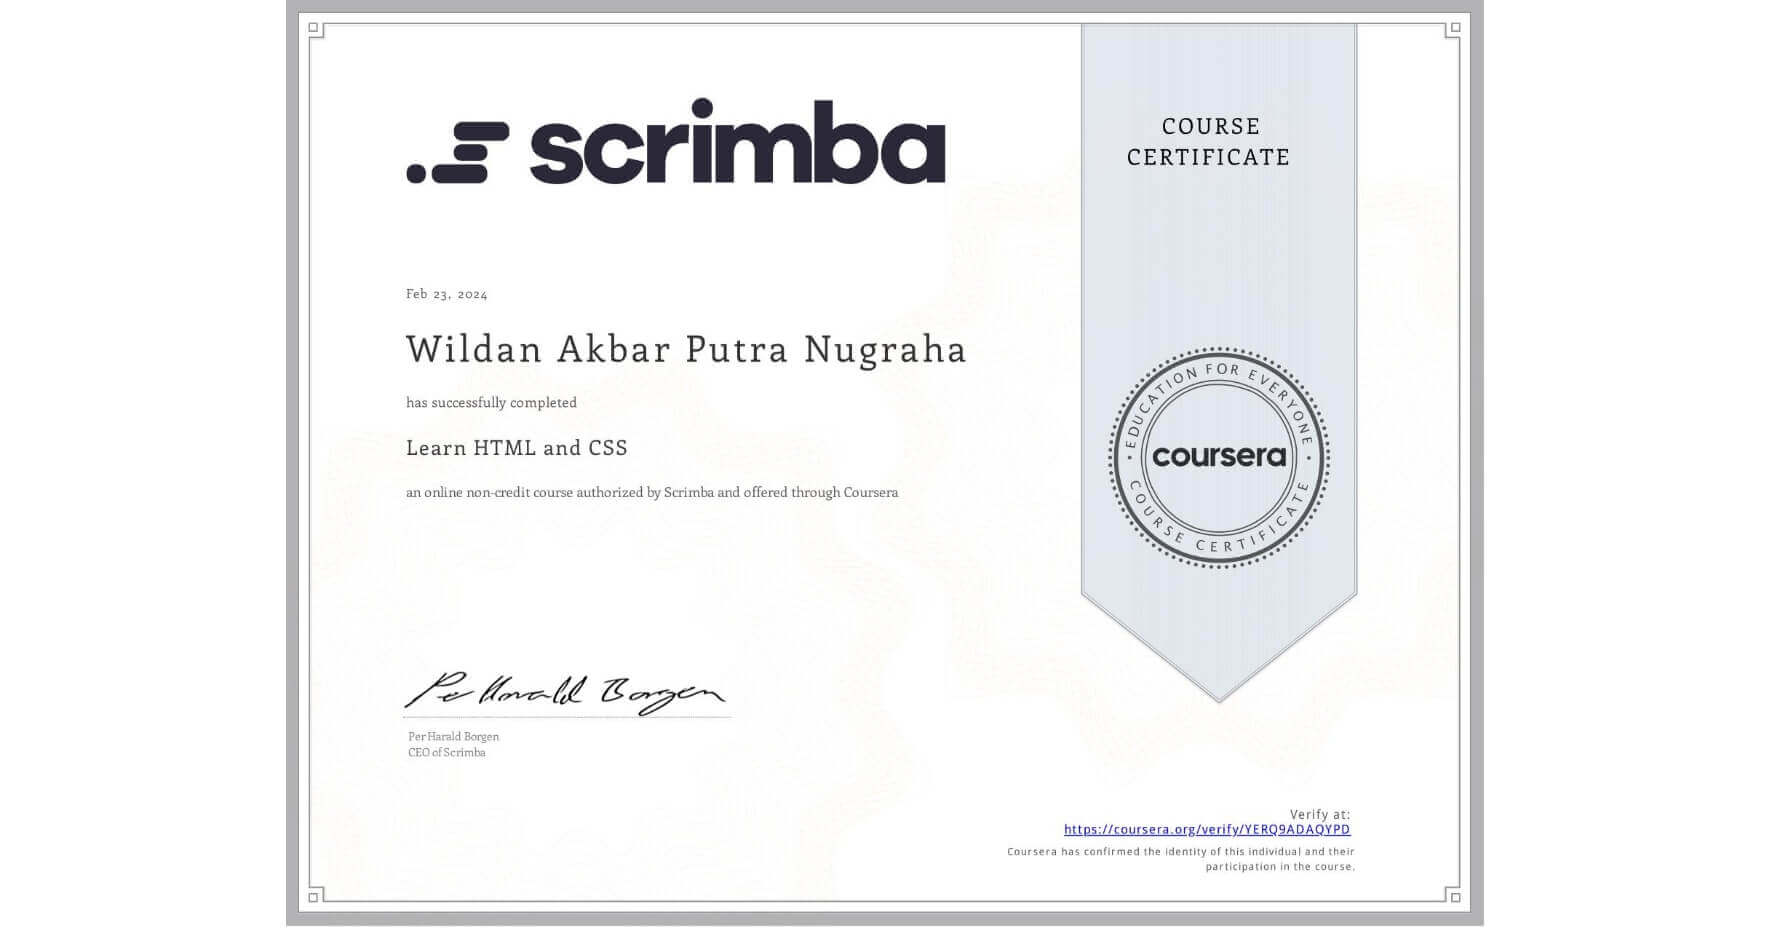 scrimba
COURSE
CERTIFICATE
Feb 23, 2024
Wildan Akbar Putra Nugraha
has successfully completed
Learn HTML and CSS
an online non-credit course authorized by Scrimba and offered through Coursera
EDUCATION FOR EVERYONE
coursera
COURSE CERTIFICATE
Per Harald Borgen
Per Harald Borgen
CEO of Scrimba
Verify at:
https://coursera.org/verify/YERQ9ADAQYPD
Coursera has confirmed the identity of this individual and their
participation in the course.